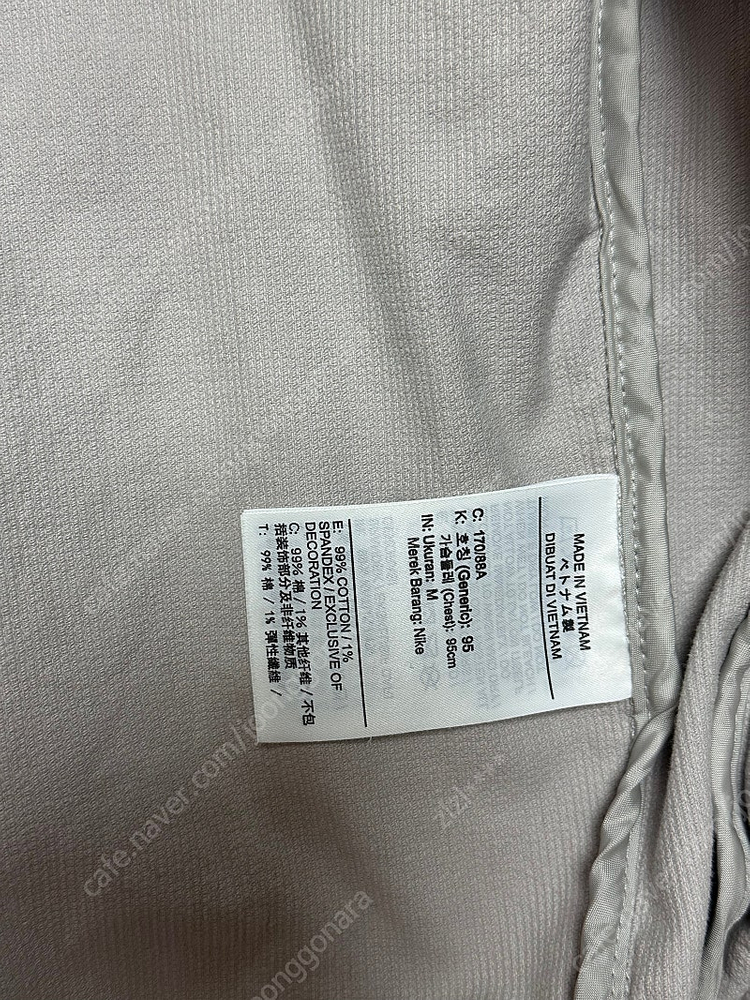 MADE IN VIETNAM
ベトナム製
DIBUAT DI VIETNAM
C: 170/88A
K: 호칭 (Generic): 95
가슴둘레 (Chest): 95cm
IN: Ukuran: M
Merek Barang: Nike
E: 99% COTTON / 1%
SPANDEX / EXCLUSIVE OF
DECORATION
C: 99% 棉 / 1% 其他纤维 / 不包
括装饰部分及非纤维物质
T: 99% 棉 / 1% 彈性纖維 /
cafe.naver.com/joonggonara